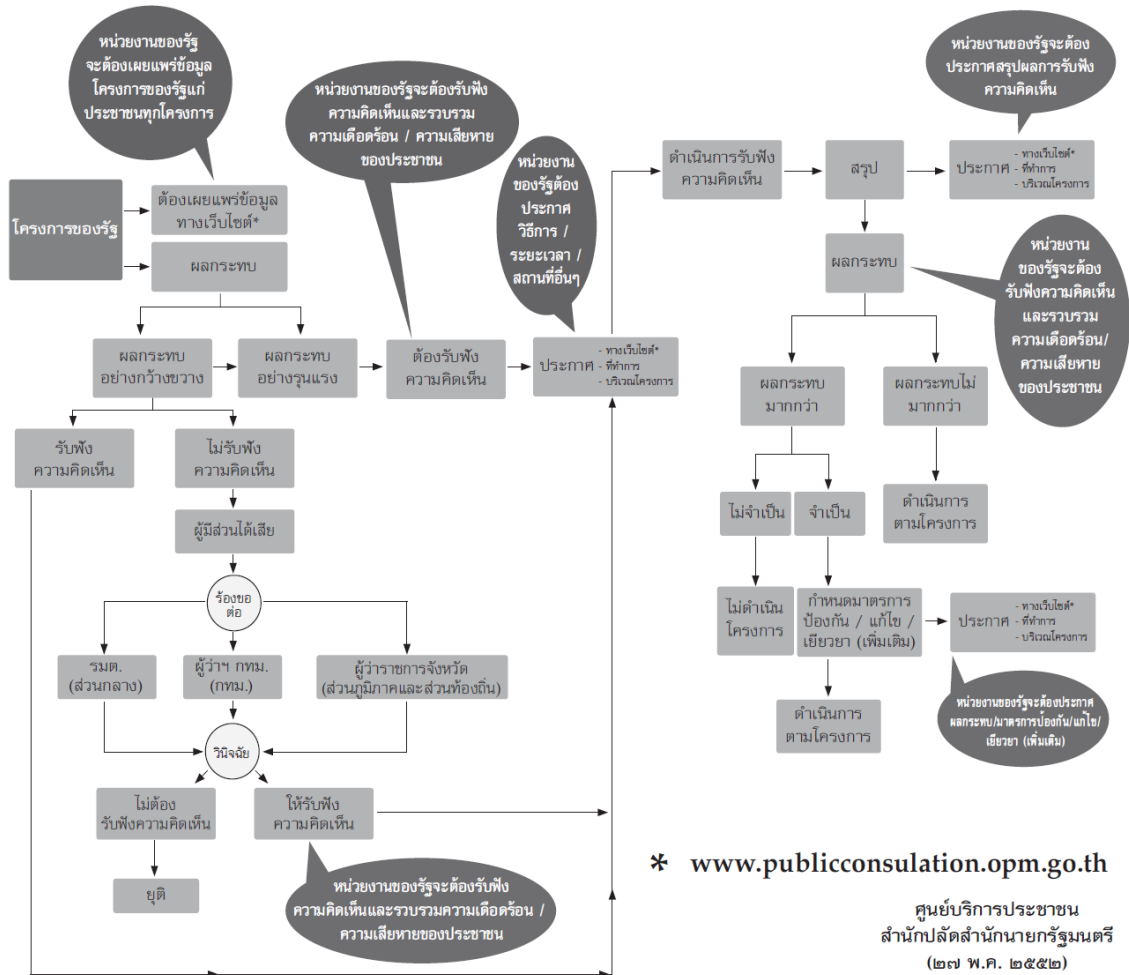 หน่วยงานของรัฐ
จะต้องเผยแพร่ข้อมูล
โครงการของรัฐแก่
ประชาชนทุกโครงการ
หน่วยงานของรัฐจะต้องรับฟัง
ความคิดเห็นและรวบรวม
ความเดือดร้อน / ความเสียหาย
ของประชาชน
หน่วยงาน
ของรัฐต้อง
ประกาศ
วิธีการ /
ระยะเวลา /
สถานที่อื่นๆ
โครงการของรัฐ
ต้องเผยแพร่ข้อมูล
ทางเว็บไซต์*
ผลกระทบ
ผลกระทบ
อย่างกว้างขวาง
ผลกระทบ
อย่างรุนแรง
ต้องรับฟัง
ความคิดเห็น
ประกาศ
- ทางเว็บไซต์*
- ที่ทำการ
- บริเวณโครงการ
รับฟัง
ความคิดเห็น
ไม่รับฟัง
ความคิดเห็น
ผู้มีส่วนได้เสีย
ร้องขอ
ต่อ
รมต.
(ส่วนกลาง)
ผู้ว่าฯ กทม.
(กทม.)
ผู้ว่าราชการจังหวัด
(ส่วนภูมิภาคและส่วนท้องถิ่น)
วินิจฉัย
ไม่ต้อง
รับฟังความคิดเห็น
ให้รับฟัง
ความคิดเห็น
ยุติ
หน่วยงานของรัฐจะต้องรับฟัง
ความคิดเห็นและรวบรวมความเดือดร้อน /
ความเสียหายของประชาชน
หน่วยงานของรัฐจะต้อง
ประกาศสรุปผลการรับฟัง
ความคิดเห็น
ดำเนินการรับฟัง
ความคิดเห็น
สรุป
ประกาศ
- ทางเว็บไซต์*
- ที่ทำการ
- บริเวณโครงการ
ผลกระทบ
หน่วยงาน
ของรัฐจะต้อง
รับฟังความคิดเห็น
และรวบรวม
ความเดือดร้อน/
ความเสียหาย
ของประชาชน
ผลกระทบ
มากกว่า
ผลกระทบไม่
มากกว่า
ไม่จำเป็น
จำเป็น
ดำเนินการ
ตามโครงการ
ไม่ดำเนิน
โครงการ
กำหนดมาตรการ
ป้องกัน / แก้ไข /
เยียวยา (เพิ่มเติม)
ประกาศ
- ทางเว็บไซต์*
- ที่ทำการ
- บริเวณโครงการ
ดำเนินการ
ตามโครงการ
หน่วยงานของรัฐจะต้องประกาศ
ผลกระทบ/มาตรการป้องกัน/แก้ไข/
เยียวยา (เพิ่มเติม)
* www.publicconsulation.opm.go.th
ศูนย์บริการประชาชน
สำนักปลัดสำนักนายกรัฐมนตรี
(๒๗ พ.ค. ๒๕๕๒)